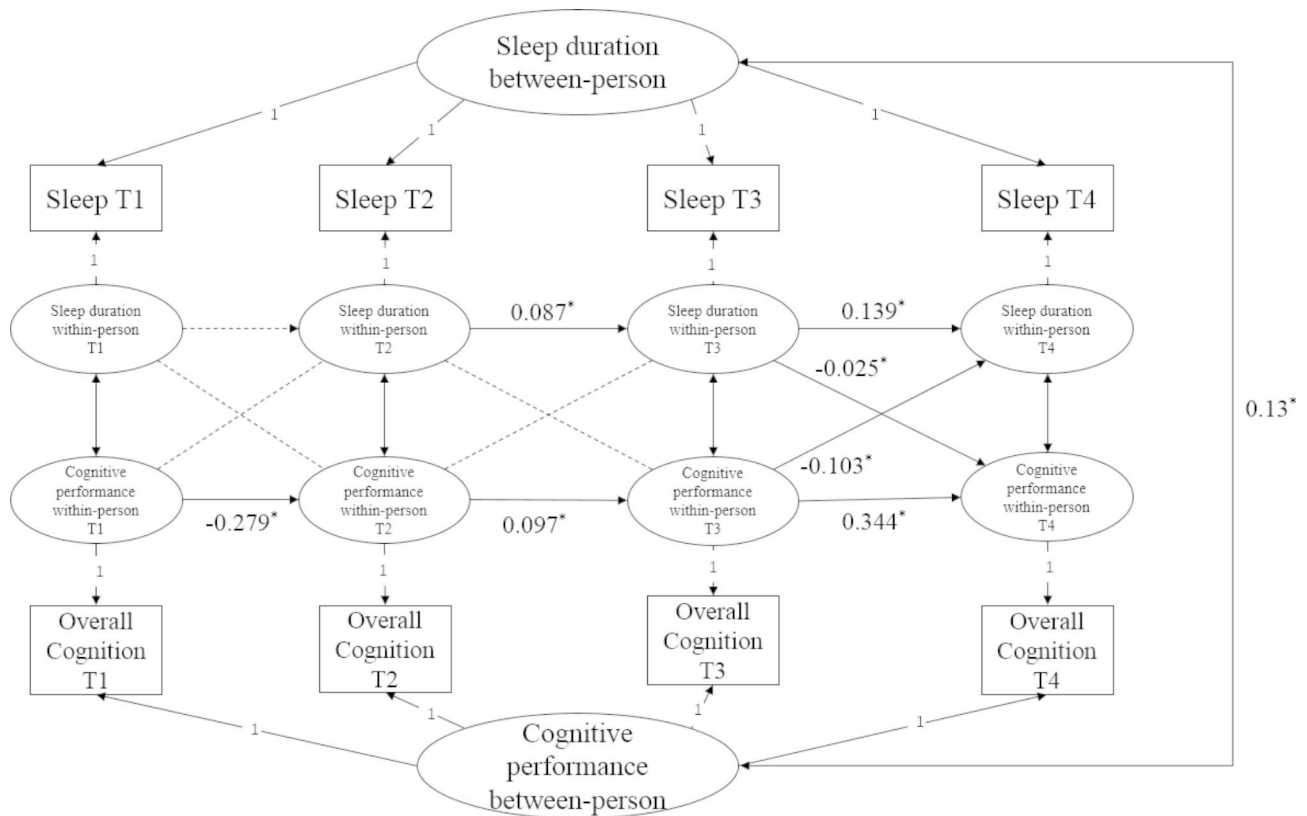 Sleep duration
between-person
1
1
1
1
Sleep T1
Sleep T2
Sleep T3
Sleep T4
1
1
1
1
Sleep duration
within-person
T1
Sleep duration
within-person
T2
0.087*
Sleep duration
within-person
T3
0.139*
Sleep duration
within-person
T4
-0.025*
0.13*
-0.103*
Cognitive
performance
within-person
T1
-0.279*
Cognitive
performance
within-person
T2
0.097*
Cognitive
performance
within-person
T3
0.344*
Cognitive
performance
within-person
T4
1
1
1
1
Overall
Cognition
T1
Overall
Cognition
T2
Overall
Cognition
T3
Overall
Cognition
T4
1
1
1
1
Cognitive
performance
between-person